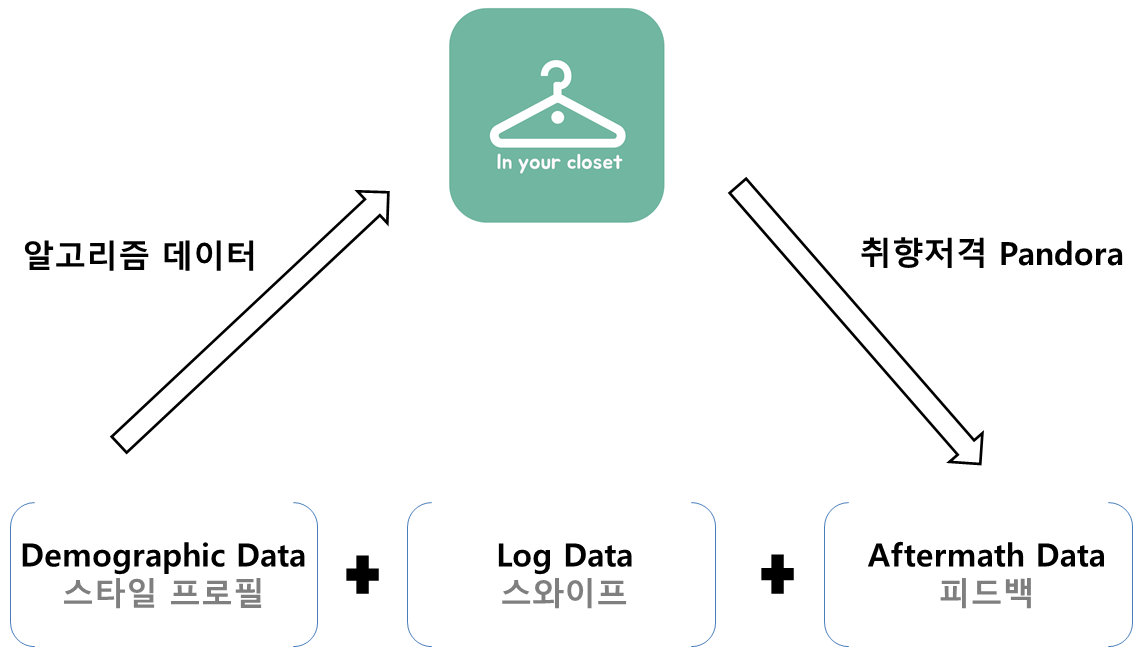 In your closet
알고리즘 데이터
취향저격 Pandora
Demographic Data
스타일 프로필
Log Data
스와이프
Aftermath Data
피드백